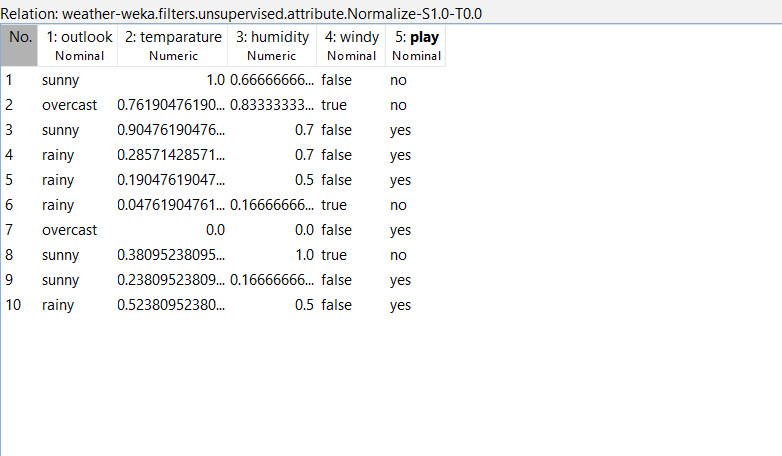 Relation: weather-weka.filters.unsupervised.attribute.Normalize-S1.0-T0.0
No. 1: outlook 2: temparature 3: humidity 4: windy 5: play
Nominal Numeric Numeric Nominal Nominal
1 sunny 1.0 0.66666666... false no
2 overcast 0.76190476190... 0.83333333... true no
3 sunny 0.90476190476... 0.7 false yes
4 rainy 0.28571428571... 0.7 false yes
5 rainy 0.19047619047... 0.5 false yes
6 rainy 0.04761904761... 0.16666666... true no
7 overcast 0.0 0.0 false yes
8 sunny 0.38095238095... 1.0 true no
9 sunny 0.23809523809... 0.16666666... false yes
10 rainy 0.52380952380... 0.5 false yes